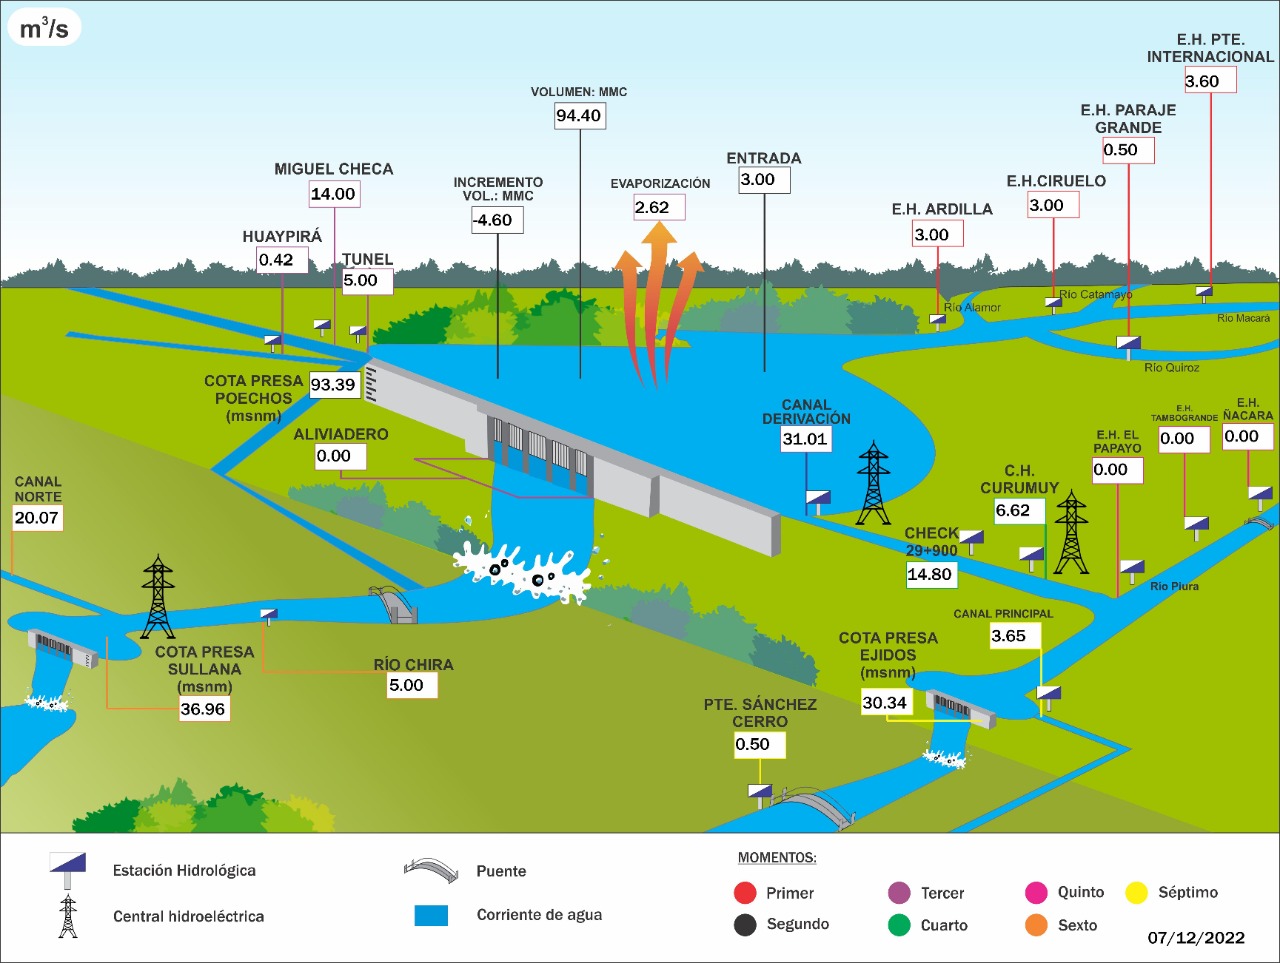 m³/s
E.H. PTE.
INTERNACIONAL
3.60
VOLUMEN: MMC
94.40
E.H. PARAJE
GRANDE
0.50
ENTRADA
3.00
MIGUEL CHECA
14.00
INCREMENTO
VOL.: MMC
-4.60
EVAPORIZACIÓN
2.62
E.H.CIRUELO
3.00
E.H. ARDILLA
3.00
HUAYPIRÁ
0.42
TUNEL
5.00
Río Catamayo
Río Alamor
Río Macará
Río Quiroz
COTA PRESA
POECHOS
(msnm)
93.39
CANAL
DERIVACIÓN
31.01
E.H.
TAMBOGRANDE
0.00
E.H.
ÑACARA
0.00
ALIVIADERO
0.00
E.H. EL
PAPAYO
0.00
C.H.
CURUMUY
6.62
CANAL
NORTE
20.07
CHECK
29+900
14.80
Río Piura
CANAL PRINCIPAL
3.65
COTA PRESA
SULLANA
(msnm)
36.96
RÍO CHIRA
5.00
COTA PRESA
EJIDOS
(msnm)
30.34
PTE. SÁNCHEZ
CERRO
0.50
Estación Hidrológica
Central hidroeléctrica
Puente
Corriente de agua
MOMENTOS:
Primer
Segundo
Tercer
Cuarto
Quinto
Sexto
Séptimo
07/12/2022